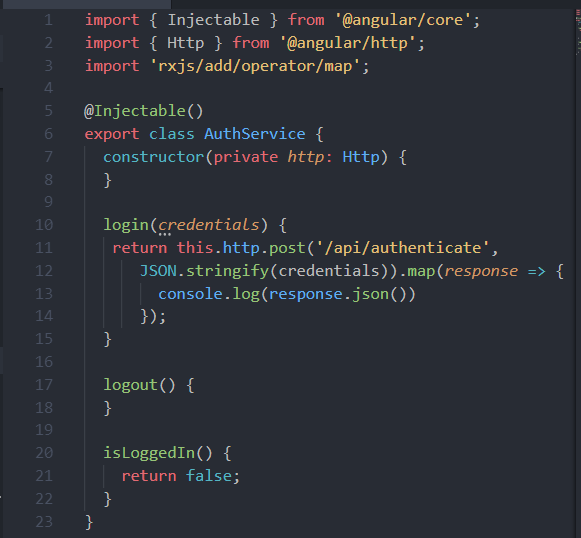 1 import { Injectable } from '@angular/core';
2 import { Http } from '@angular/http';
3 import 'rxjs/add/operator/map';
4
5 @Injectable()
6 export class AuthService {
7   constructor(private http: Http) {
8   }
9
10   login(credentials) {
11    return this.http.post('/api/authenticate',
12       JSON.stringify(credentials)).map(response => {
13         console.log(response.json())
14       });
15   }
16
17   logout() {
18   }
19
20   isLoggedIn() {
21     return false;
22   }
23 }